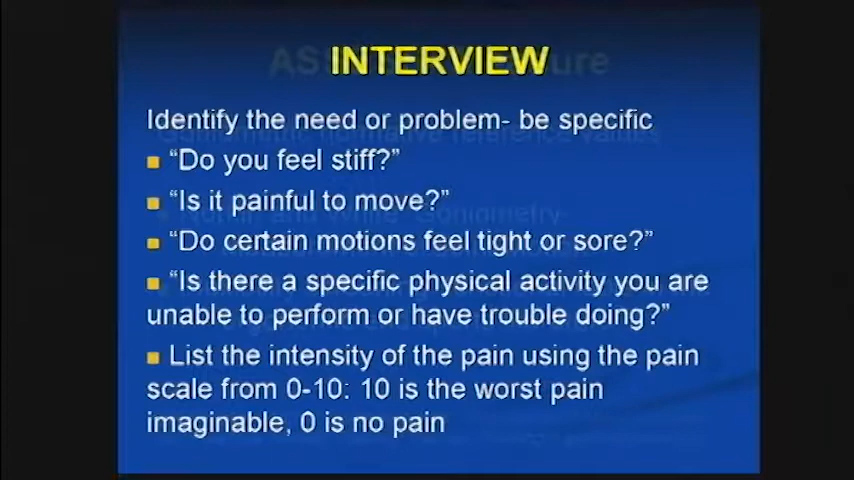 INTERVIEW
Identify the need or problem- be specific
“Do you feel stiff?”
“Is it painful to move?”
“Do certain motions feel tight or sore?”
“Is there a specific physical activity you are
unable to perform or have trouble doing?”
List the intensity of the pain using the pain
scale from 0-10: 10 is the worst pain
imaginable, 0 is no pain